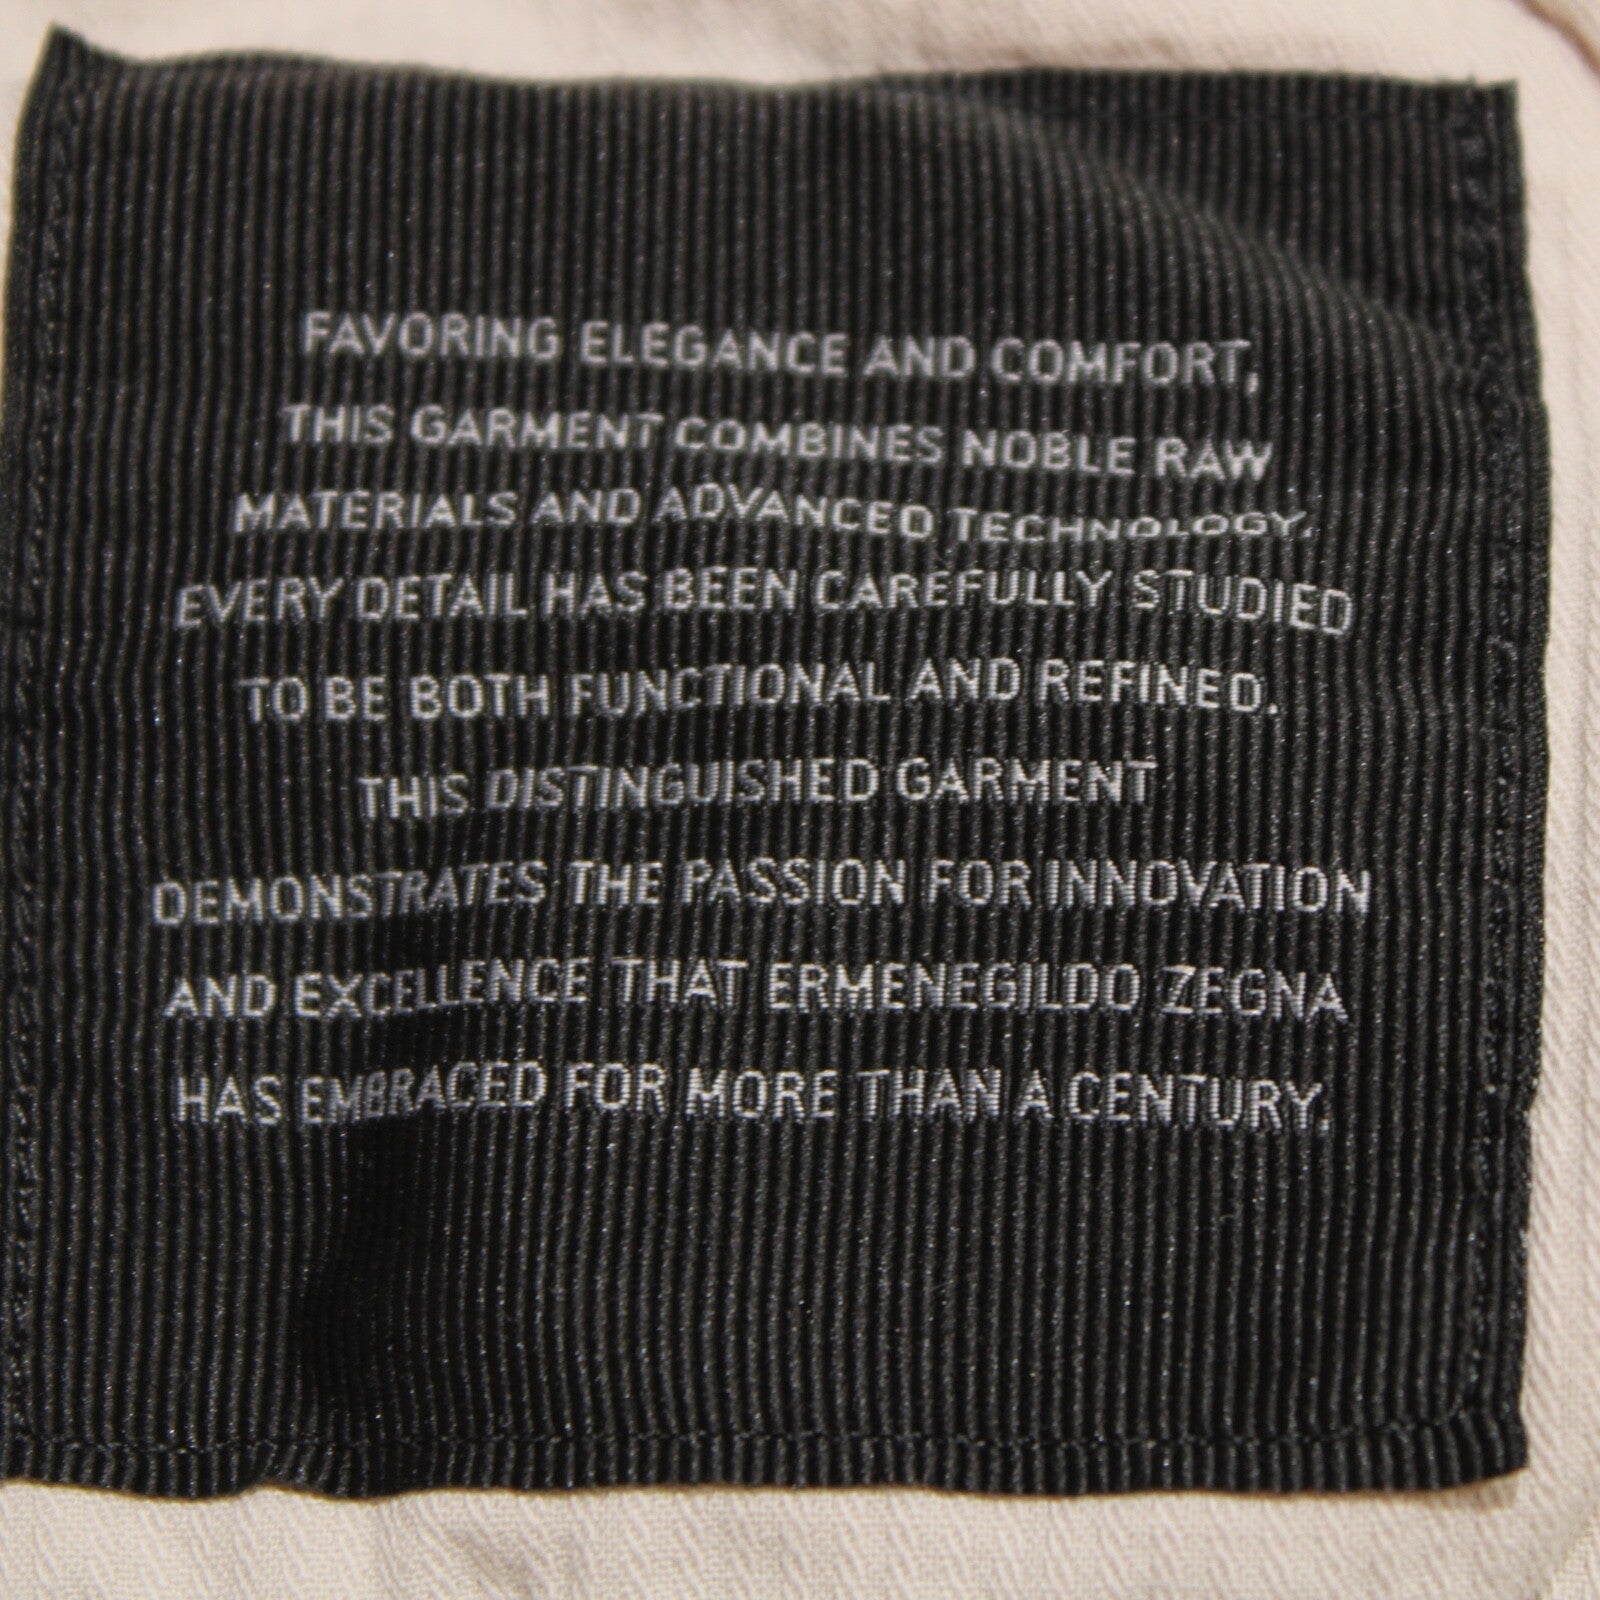 FAVORING ELEGANCE AND COMFORT,
THIS GARMENT COMBINES NOBLE RAW
MATERIALS AND ADVANCED TECHNOLOGY.
EVERY DETAIL HAS BEEN CAREFULLY STUDIED
TO BE BOTH FUNCTIONAL AND REFINED.
THIS DISTINGUISHED GARMENT
DEMONSTRATES THE PASSION FOR INNOVATION
AND EXCELLENCE THAT ERMENEGILDO ZEGNA
HAS EMBRACED FOR MORE THAN A CENTURY.